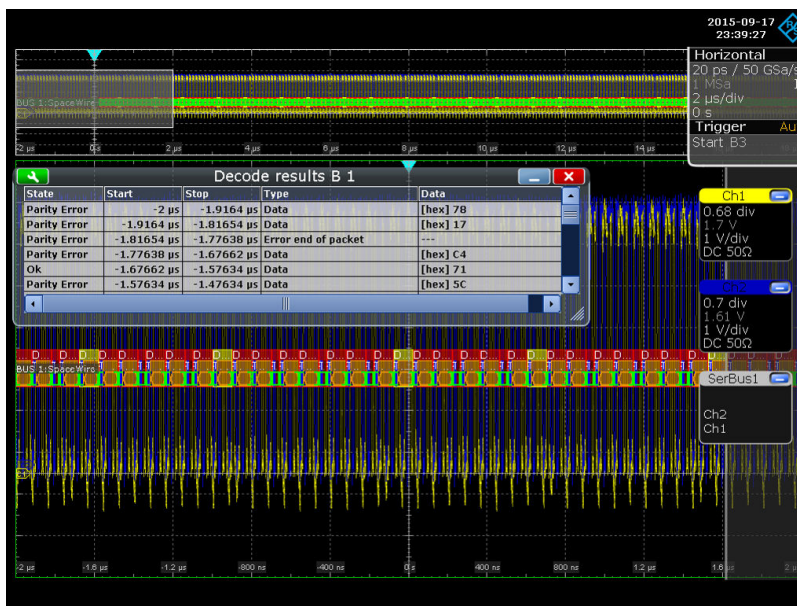 2015-09-17
23:39:27
Horizontal
20 ps / 50 GSa/s
1 MSa 1
2 µs/div
0 s
Trigger Au
Start B3
BUS 1:SpaceWire
-2 µs 0 s 2 µs 4 µs 6 µs 8 µs 10 µs 12 µs 14 µs
Decode results B 1
State Start Stop Type Data
Parity Error -2 µs -1.9164 µs Data [hex] 78
Parity Error -1.9164 µs -1.81654 µs Data [hex] 17
Parity Error -1.81654 µs -1.77638 µs Error end of packet ---
Parity Error -1.77638 µs -1.67662 µs Data [hex] C4
Ok -1.67662 µs -1.57634 µs Data [hex] 71
Parity Error -1.57634 µs -1.47634 µs Data [hex] 5C
Ch1
0.68 div
1.7 V
1 V/div
DC 50Ω
Ch2
0.7 div
1.61 V
1 V/div
DC 50Ω
BUS 1:SpaceWire
SerBus1
Ch2
Ch1
C1
-2 µs -1.6 µs -1.2 µs -800 ns -400 ns 0 s 400 ns 800 ns 1.2 µs 1.6 µs 2 µ